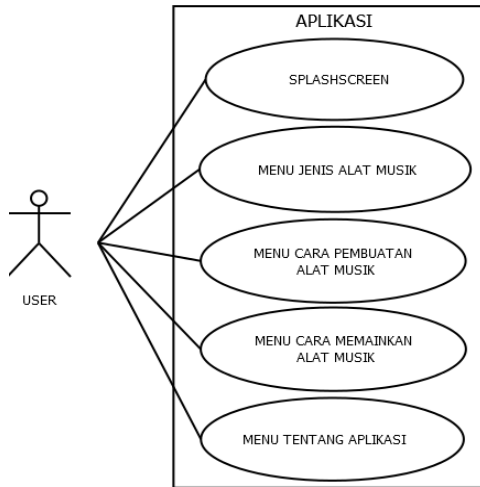 APLIKASI
SPLASHSCREEN
MENU JENIS ALAT MUSIK
MENU CARA PEMBUATAN
ALAT MUSIK
USER
MENU CARA MEMAINKAN
ALAT MUSIK
MENU TENTANG APLIKASI